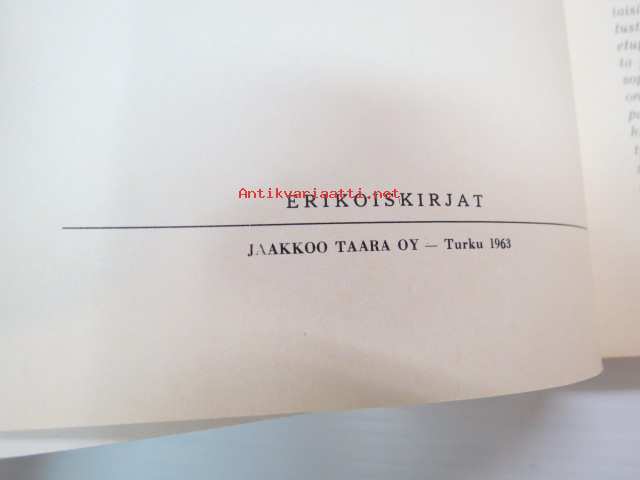 Antikvariaatti.net
ERIKOISKIRJAT
JAAKKOO TAARA OY — Turku 1963